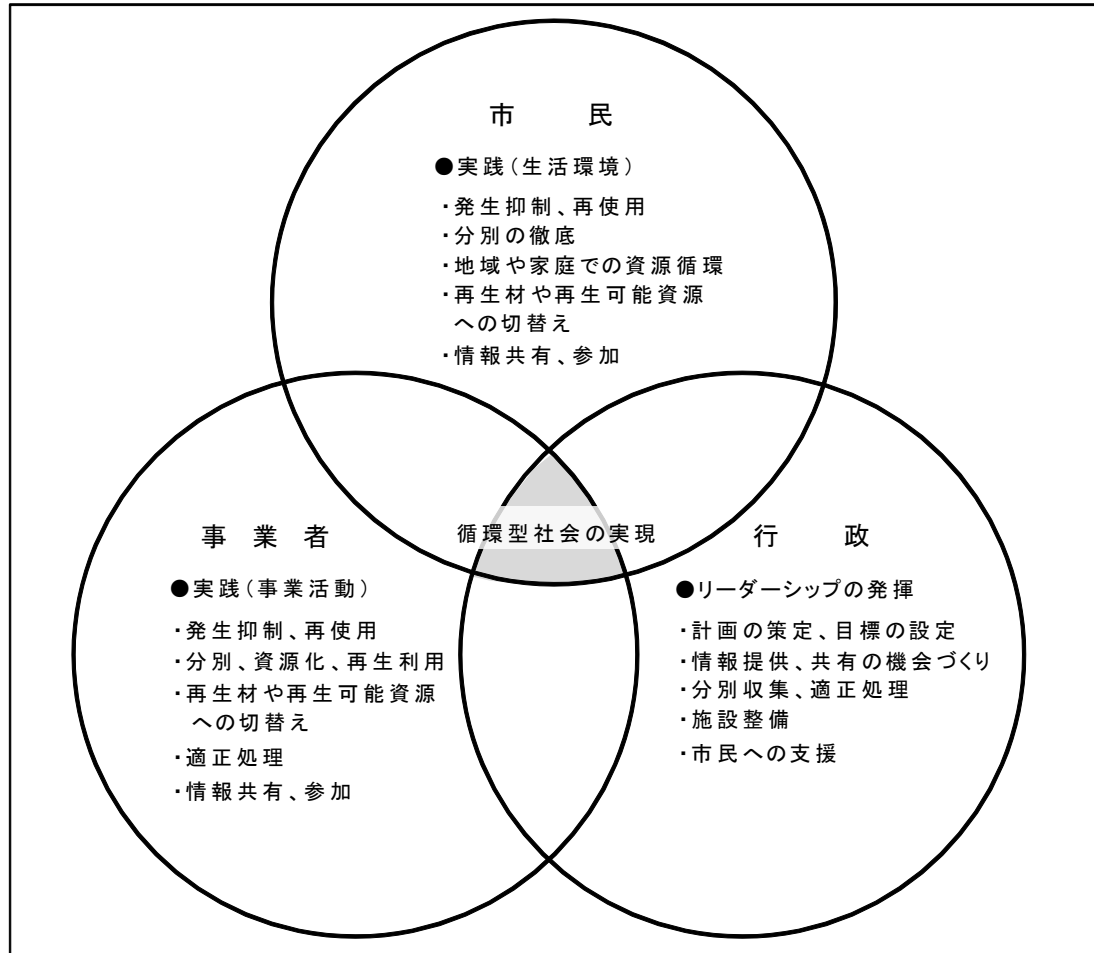 市　民
●実践(生活環境)
・発生抑制、再使用
・分別の徹底
・地域や家庭での資源循環
・再生材や再生可能資源
への切替え
・情報共有、参加
循環型社会の実現
事 業 者
●実践(事業活動)
・発生抑制、再使用
・分別、資源化、再生利用
・再生材や再生可能資源
への切替え
・適正処理
・情報共有、参加
行　政
●リーダーシップの発揮
・計画の策定、目標の設定
・情報提供、共有の機会づくり
・分別収集、適正処理
・施設整備
・市民への支援